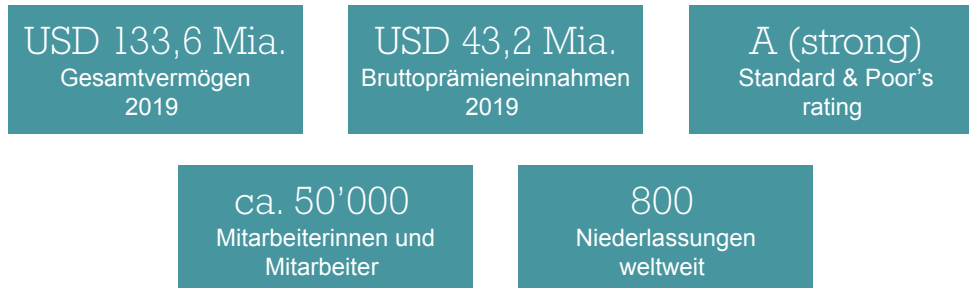 USD 133,6 Mia.
Gesamtvermögen
2019
USD 43,2 Mia.
Bruttoprämieneinnahmen
2019
A (strong)
Standard & Poor’s
rating
ca. 50’000
Mitarbeiterinnen und
Mitarbeiter
800
Niederlassungen
weltweit